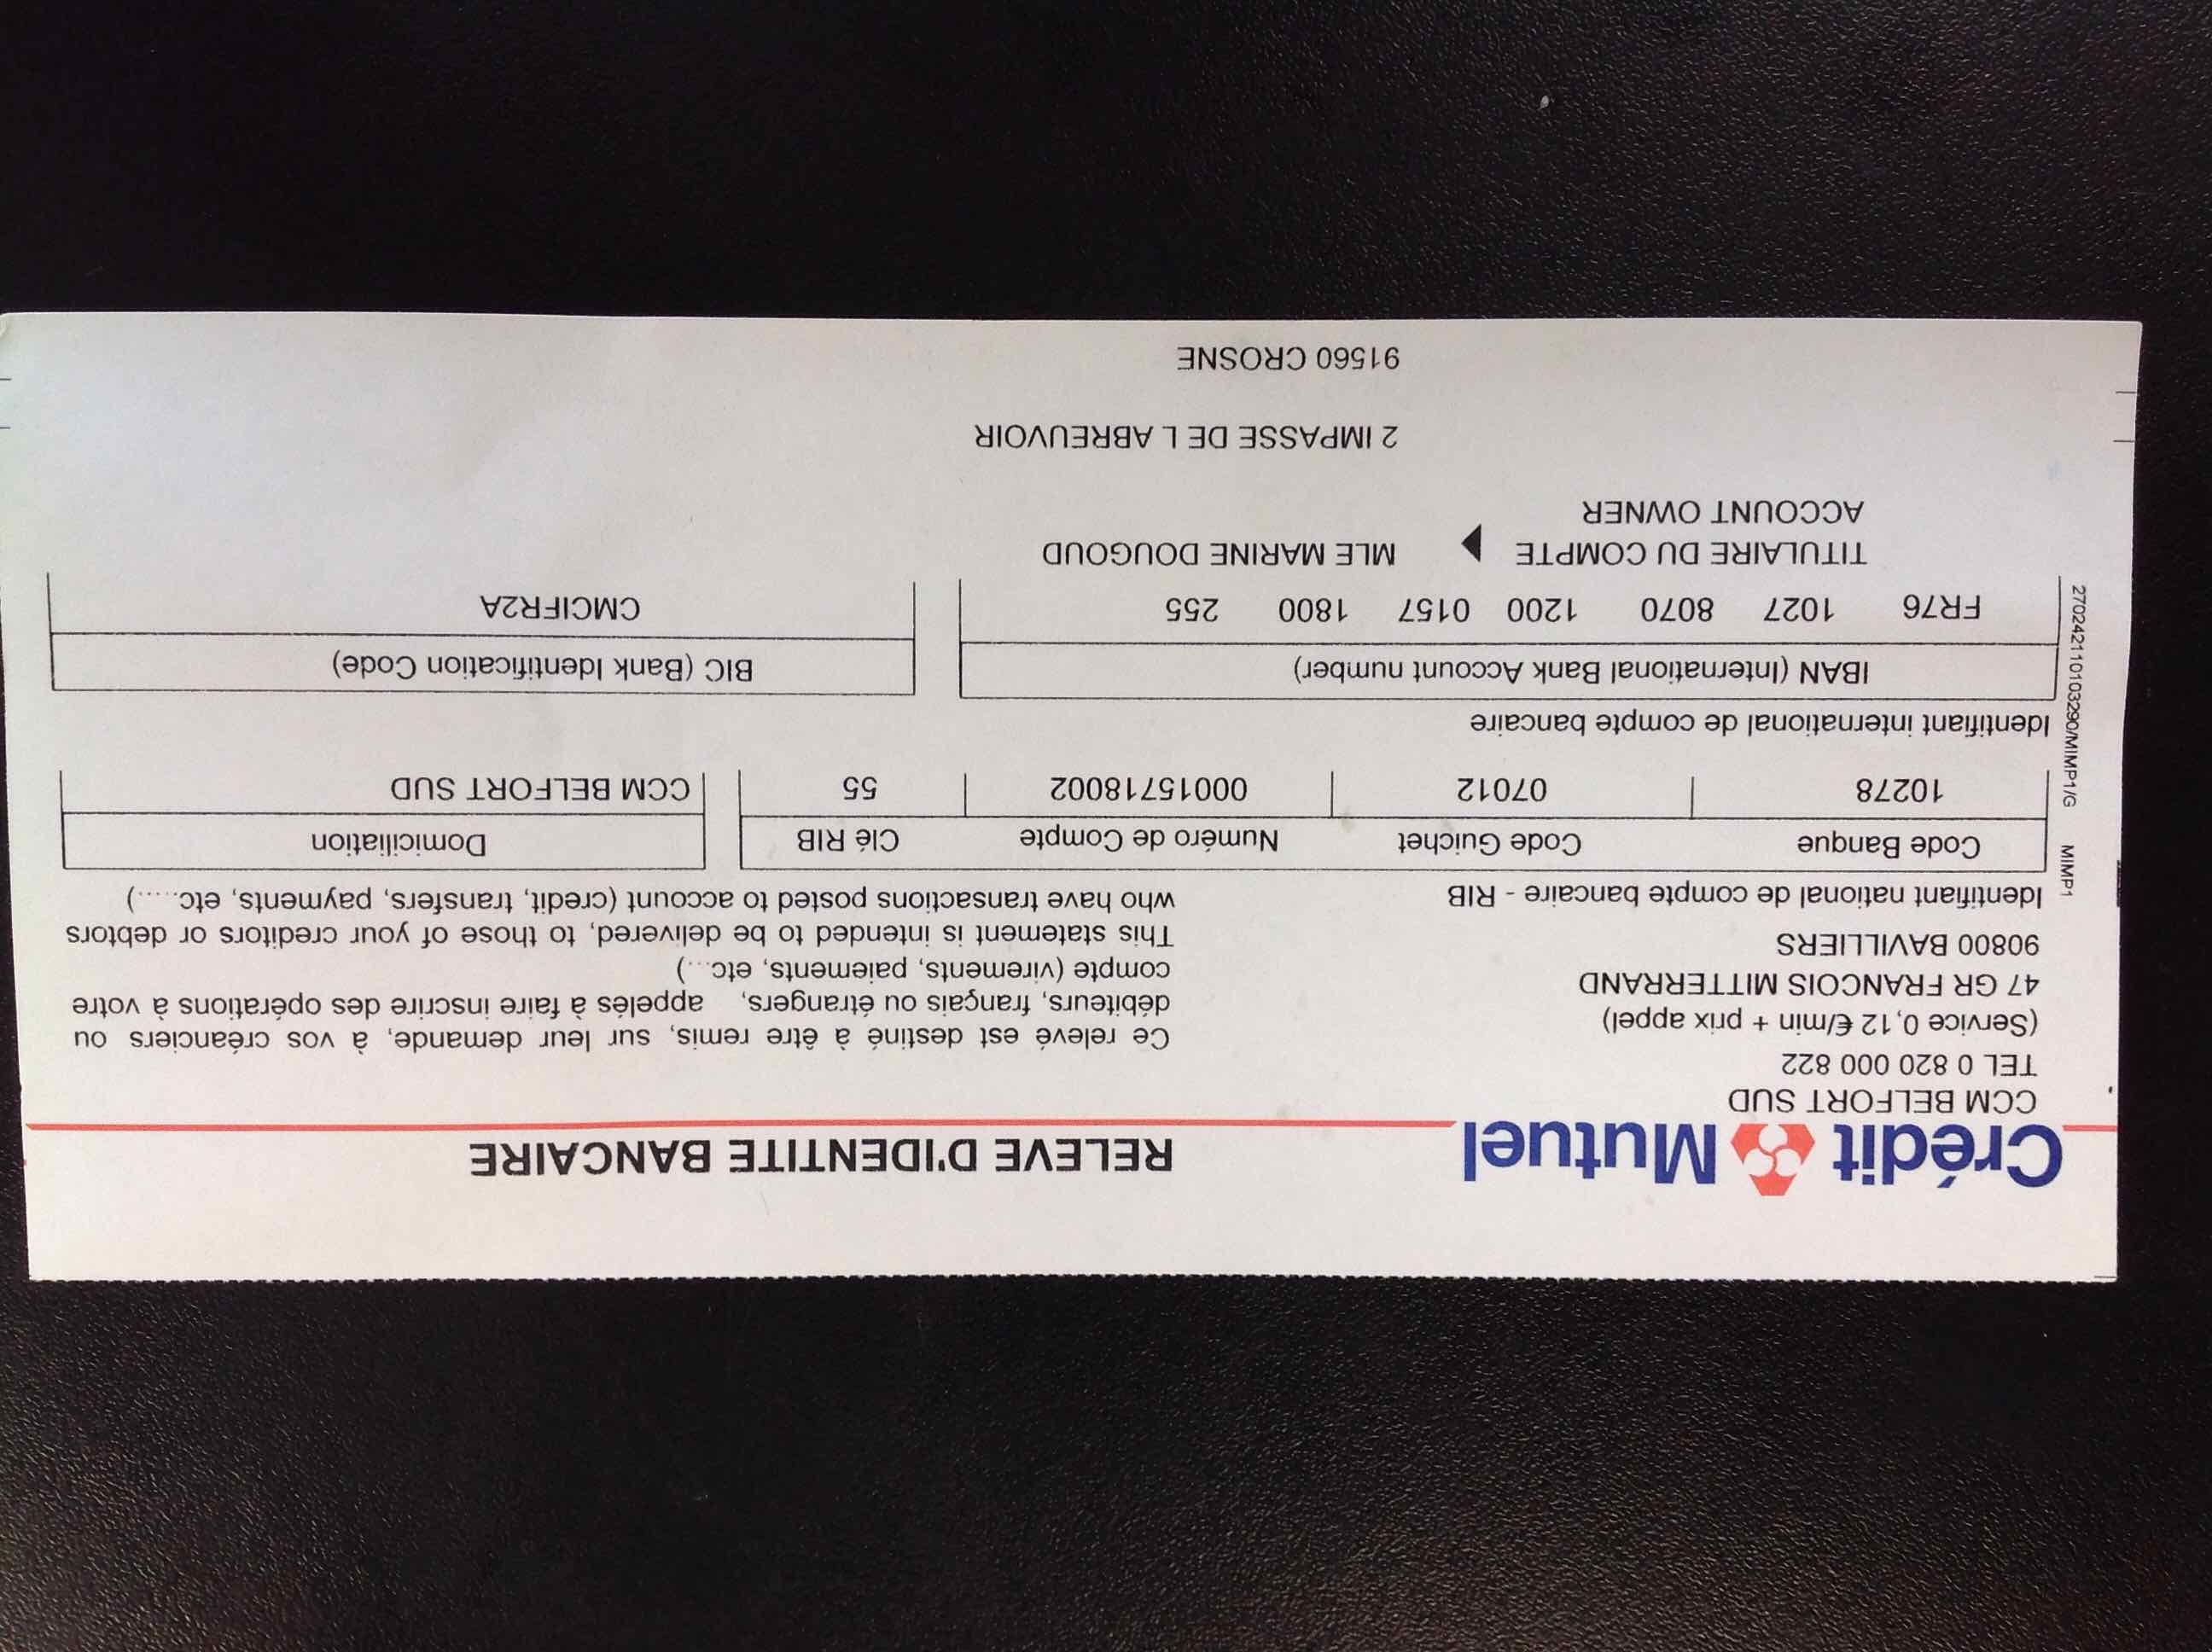 Crédit Mutuel
RELEVE D'IDENTITE BANCAIRE
CCM BELFORT SUD
TEL 0 820 000 822
(Service 0,12 €/min + prix appel)
47 GR FRANCOIS MITTERRAND
90800 BAVILLIERS
Ce relevé est destiné à être remis, sur leur demande, à vos créanciers ou
débiteurs, français ou étrangers, appelés à faire inscrire des opérations à votre
compte (virements, paiements, etc...)
This statement is intended to be delivered, to those of your creditors or debtors
who have transactions posted to account (credit, transfers, payments, etc......)
Identifiant national de compte bancaire - RIB
Code Banque Code Guichet Numéro de Compte Clé RIB Domiciliation
10278 07012 00015718002 55 CCM BELFORT SUD
Identifiant international de compte bancaire
IBAN (International Bank Account number) BIC (Bank Identification Code)
FR76 1027 8070 1200 0157 1800 255 CMCIFR2A
TITULAIRE DU COMPTE MLE MARINE DOUGOUD
ACCOUNT OWNER
2 IMPASSE DE L ABREUVOIR
91560 CROSNE
270242110103290/MIMP1/G MIMP1